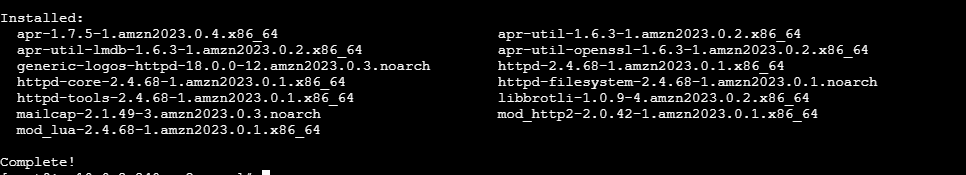 Installed:
apr-1.7.5-1.amzn2023.0.4.x86_64 apr-util-1.6.3-1.amzn2023.0.2.x86_64
apr-util-lmdb-1.6.3-1.amzn2023.0.2.x86_64 apr-util-openssl-1.6.3-1.amzn2023.0.2.x86_64
generic-logos-httpd-18.0.0-12.amzn2023.0.3.noarch httpd-2.4.68-1.amzn2023.0.1.x86_64
httpd-core-2.4.68-1.amzn2023.0.1.x86_64 httpd-filesystem-2.4.68-1.amzn2023.0.1.noarch
httpd-tools-2.4.68-1.amzn2023.0.1.x86_64 libbrotli-1.0.9-4.amzn2023.0.2.x86_64
mailcap-2.1.49-3.amzn2023.0.3.noarch mod_http2-2.0.42-1.amzn2023.0.1.x86_64
mod_lua-2.4.68-1.amzn2023.0.1.x86_64
Complete!